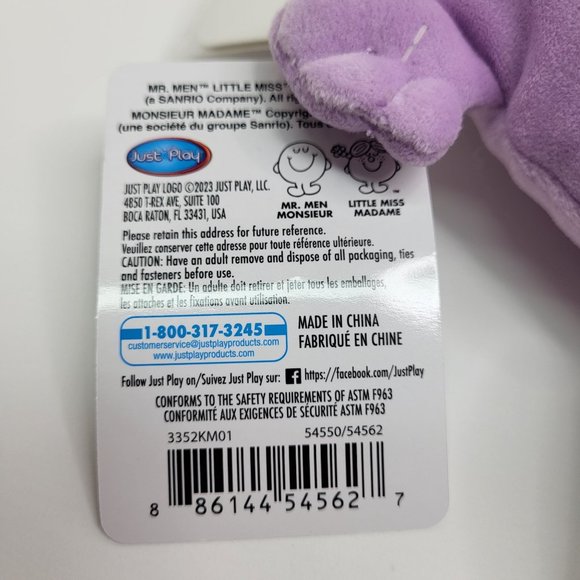 MR. MEN™ LITTLE MISS™
(a SANRIO Company). All
MONSIEUR MADAME™
(une société du groupe Sanrio).
Just Play
MR. MEN
MONSIEUR
LITTLE MISS
MADAME
JUST PLAY LOGO ©2023 JUST PLAY, LLC.
4850 T-REX AVE, SUITE 100
BOCA RATON, FL 33431, USA
Please retain this address for future reference.
Veuillez conserver cette adresse pour toute référence ultérieure.
CAUTION: Have an adult remove and dispose of all packaging, ties
and fasteners before use.
MISE EN GARDE: Un adulte doit retirer et jeter tous les emballages,
les attaches et les fixations avant utilisation.
1-800-317-3245
customerservice@justplayproducts.com
www.justplayproducts.com
MADE IN CHINA
FABRIQUÉ EN CHINE
Follow Just Play on/Suivez Just Play sur: f https://facebook.com/JustPlay
CONFORMS TO THE SAFETY REQUIREMENTS OF ASTM F963
CONFORMITÉ AUX EXIGENCES DE SÉCURITÉ ASTM F963
3352KM01 54550/54562
8 86144 54562 7